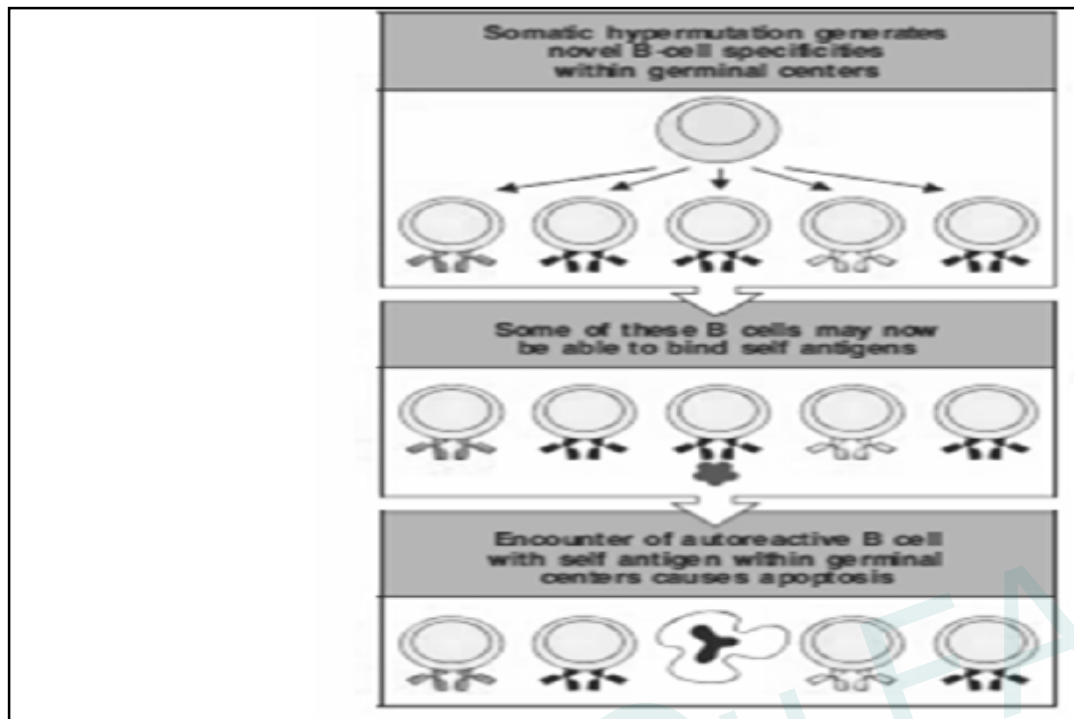 Somatic hypermutation generates
novel B-cell specificities
within germinal centers
Some of these B cells may now
be able to bind self antigens
Encounter of autoreactive B cell
with self antigen within germinal
centers causes apoptosis